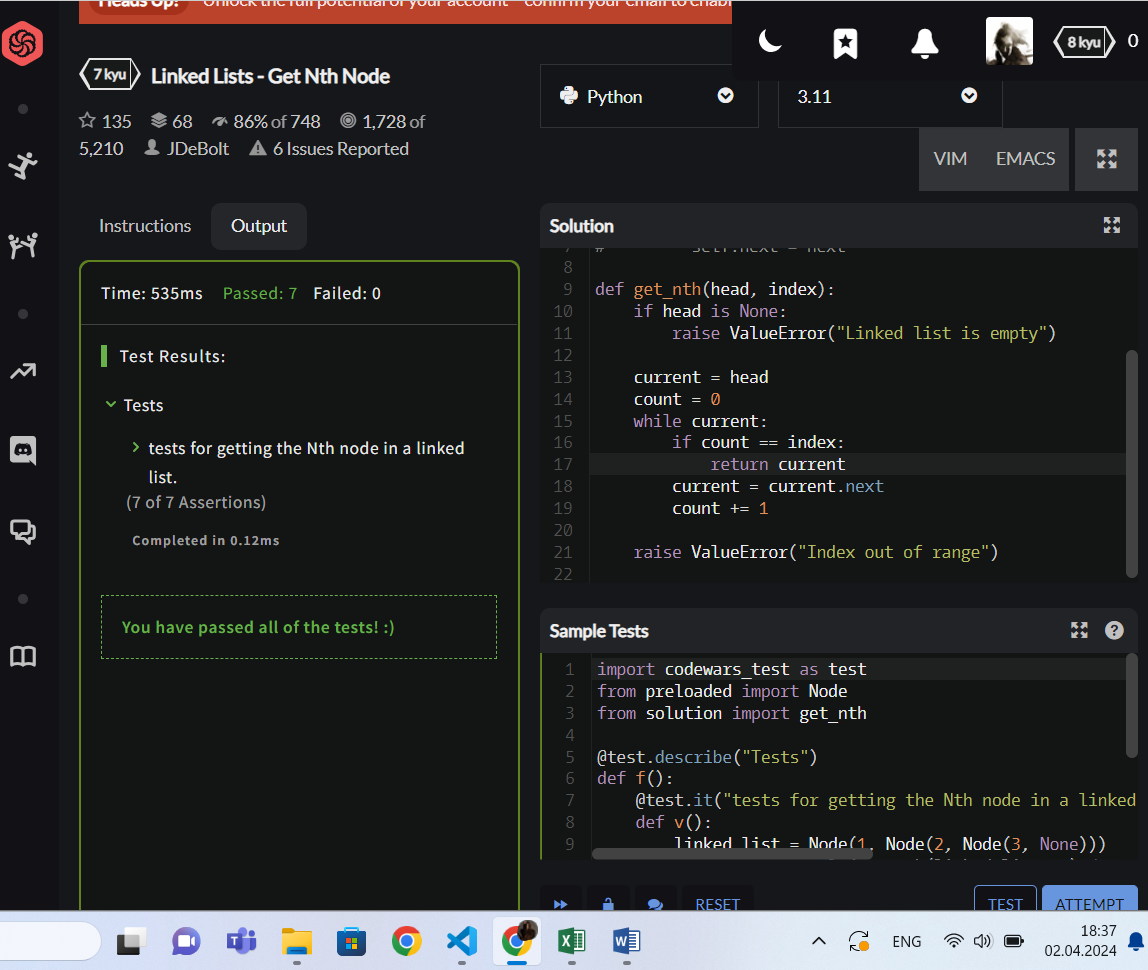 Heads Up! Unlock the full potential of your account - confirm your email to enabl
7 kyu Linked Lists - Get Nth Node
135 68 86% of 748 1,728 of
5,210 JDeBolt 6 Issues Reported
8 kyu 0
Python 3.11
VIM EMACS
Instructions Output
Time: 535ms Passed: 7 Failed: 0
Test Results:
Tests
tests for getting the Nth node in a linked
list.
(7 of 7 Assertions)
Completed in 0.12ms
You have passed all of the tests! :)
Solution
7 # self.next = next
8
9 def get_nth(head, index):
10     if head is None:
11         raise ValueError("Linked list is empty")
12
13     current = head
14     count = 0
15     while current:
16         if count == index:
17             return current
18         current = current.next
19         count += 1
20
21     raise ValueError("Index out of range")
22
Sample Tests
1 import codewars_test as test
2 from preloaded import Node
3 from solution import get_nth
4
5 @test.describe("Tests")
6 def f():
7     @test.it("tests for getting the Nth node in a linked
8     def v():
9         linked_list = Node(1, Node(2, Node(3, None)))
RESET TEST ATTEMPT
ENG 18:37
02.04.2024